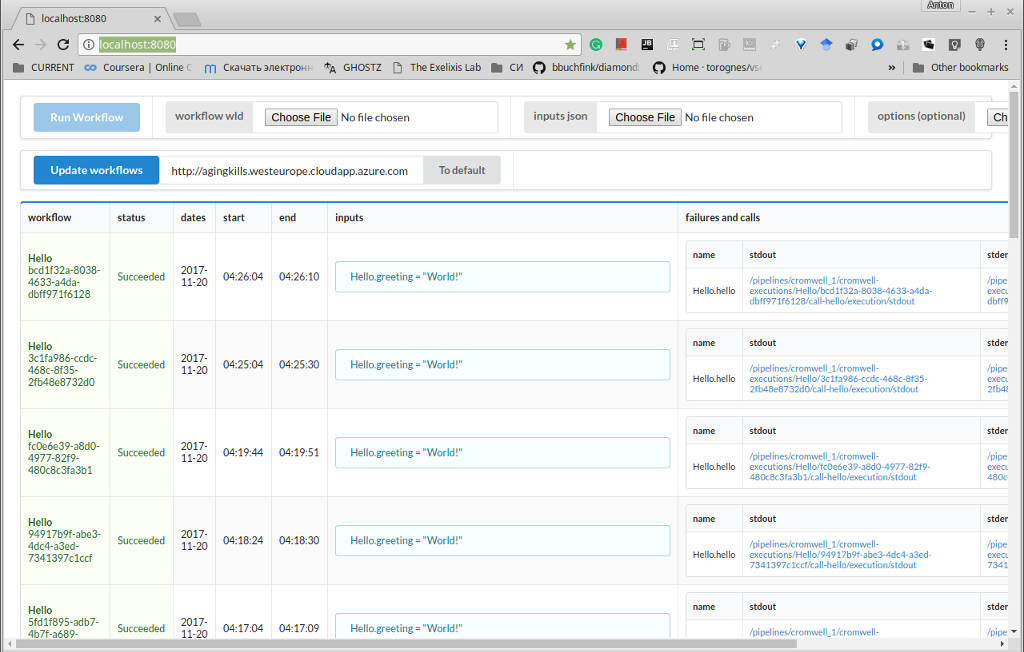 Anton
localhost:8080
localhost:8080
CURRENT Coursera | Online C Скачать электронн GHOSTZ The Exelixis Lab СИ bbuchfink/diamond: Home · torognes/vs » Other bookmarks
Run Workflow workflow wld Choose File No file chosen inputs json Choose File No file chosen options (optional) Ch
Update workflows http://agingkills.westeurope.cloudapp.azure.com To default
workflow status dates start end inputs failures and calls
name stdout stder
Hello
bcd1f32a-8038-
4633-a4da-
dbff971f6128
Succeeded
2017-
11-20
04:26:04 04:26:10 Hello.greeting = "World!"
Hello.hello
/pipelines/cromwell_1/cromwell-
executions/Hello/bcd1f32a-8038-4633-a4da-
dbff971f6128/call-hello/execution/stdout
/pipe
execu
dbff9
name stdout stder
Hello
3c1fa986-ccdc-
468c-8f35-
2fb48e8732d0
Succeeded
2017-
11-20
04:25:04 04:25:30 Hello.greeting = "World!"
Hello.hello
/pipelines/cromwell_1/cromwell-
executions/Hello/3c1fa986-ccdc-468c-8f35-
2fb48e8732d0/call-hello/execution/stdout
/pipe
execu
2fb48
name stdout stder
Hello
fc0e6e39-a8d0-
4977-82f9-
480c8c3fa3b1
Succeeded
2017-
11-20
04:19:44 04:19:51 Hello.greeting = "World!"
Hello.hello
/pipelines/cromwell_1/cromwell-
executions/Hello/fc0e6e39-a8d0-4977-82f9-
480c8c3fa3b1/call-hello/execution/stdout
/pipe
execu
480c8
name stdout stder
Hello
94917b9f-abe3-
4dc4-a3ed-
7341397c1ccf
Succeeded
2017-
11-20
04:18:24 04:18:30 Hello.greeting = "World!"
Hello.hello
/pipelines/cromwell_1/cromwell-
executions/Hello/94917b9f-abe3-4dc4-a3ed-
7341397c1ccf/call-hello/execution/stdout
/pipe
execu
73413
name stdout stder
Hello
5fd1f895-adb7-
4b7f-a689-
Succeeded
2017-
11-20
04:17:04 04:17:09 Hello.greeting = "World!"
/pipelines/cromwell_1/cromwell-
/pipe